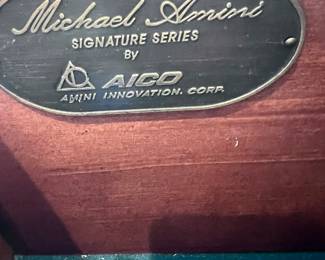 Michael Amini
SIGNATURE SERIES
By
AICO
AMINI INNOVATION. CORP.